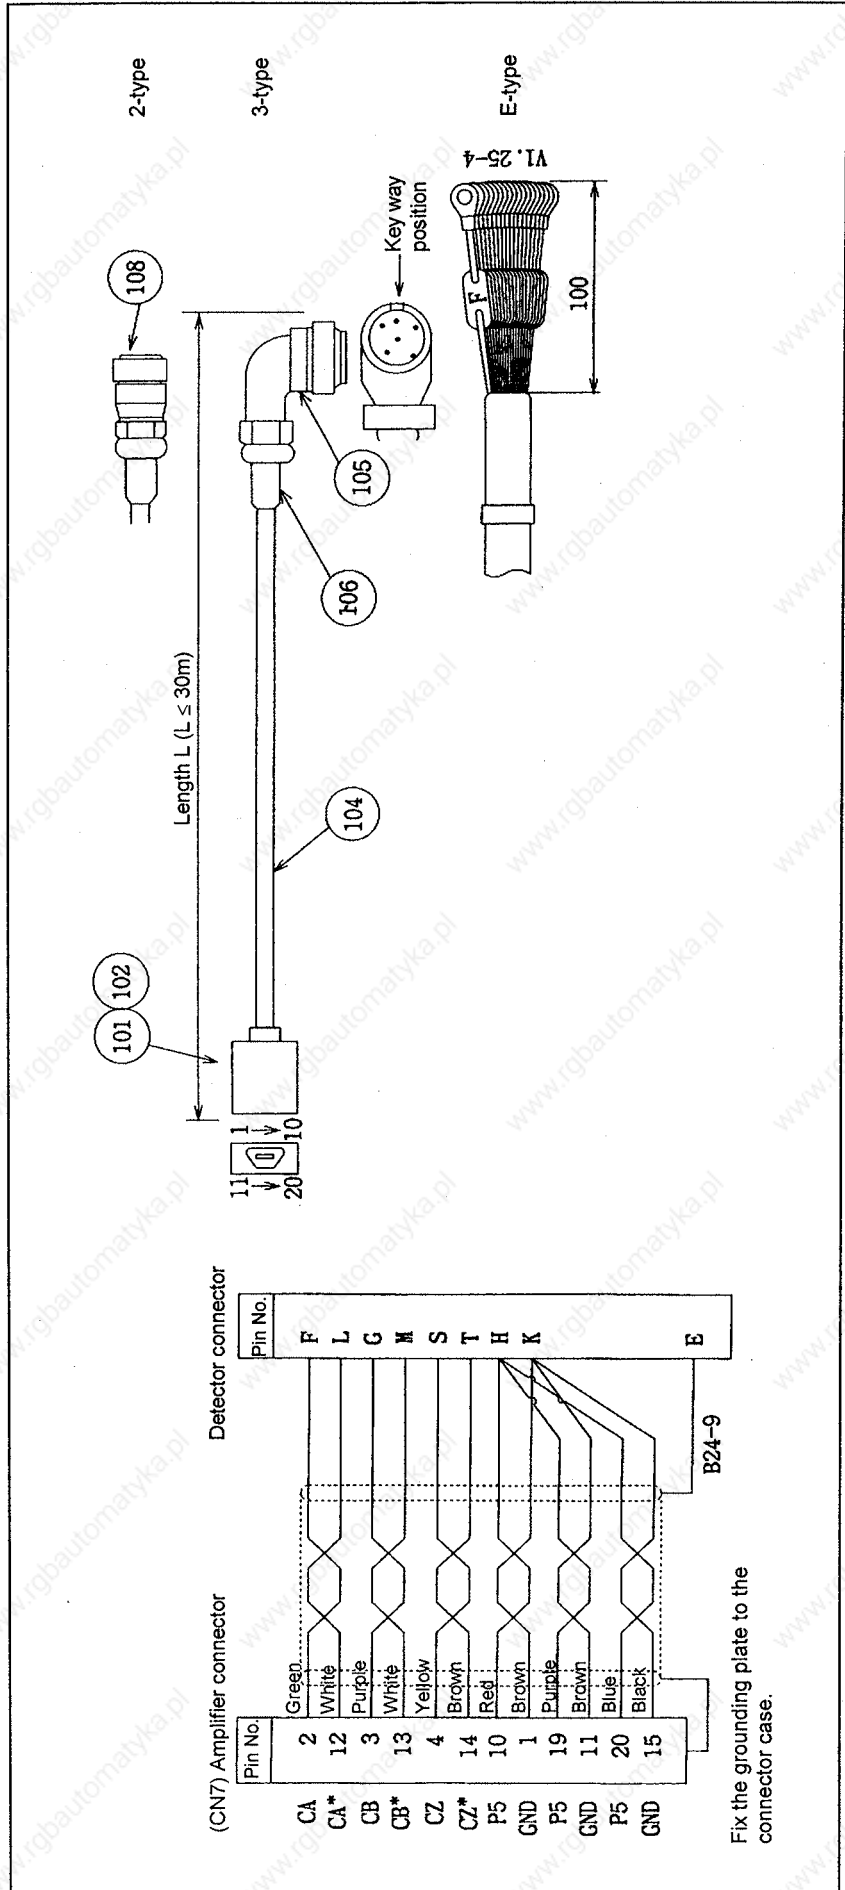 2-type
108
3-type
Length L (L ≤ 30m)
101
102
104
106
105
Key way
position
E-type
V1.25-4
F
100
1
10
11
20
(CN7) Amplifier connector
Detector connector
Pin No.
Pin No.
CA 2 Green F
CA* 12 White L
CB 3 Purple G
CB* 13 White M
CZ 4 Yellow S
CZ* 14 Brown T
P5 10 Red H
GND 1 Brown K
P5 19 Purple
GND 11 Brown
P5 20 Blue
GND 15 Black
E
B24-9
Fix the grounding plate to the
connector case.
www.rgbautomatyka.pl